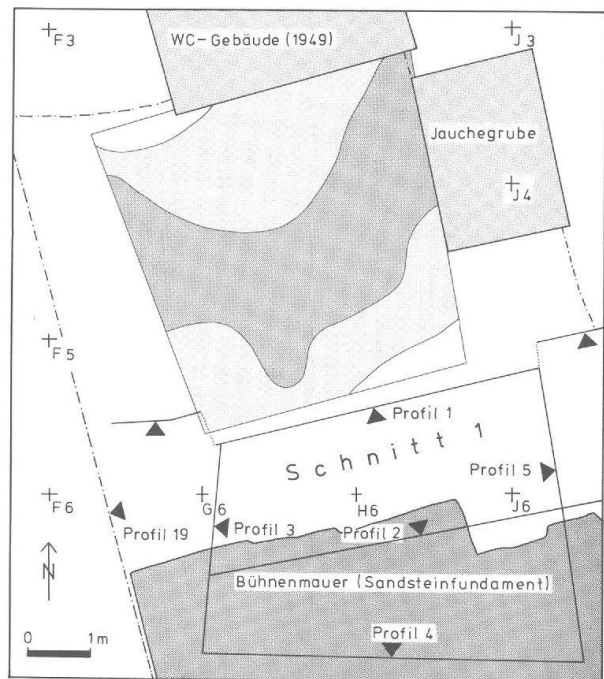 F3
WC-Gebäude (1949)
J3
Jauchegrube
J4
F5
Profil 1
Schnitt 1
Profil 5
F6
G6
H6
J6
Profil 19
Profil 3
Profil 2
N
Bühnenmauer (Sandsteinfundament)
Profil 4
0 1m